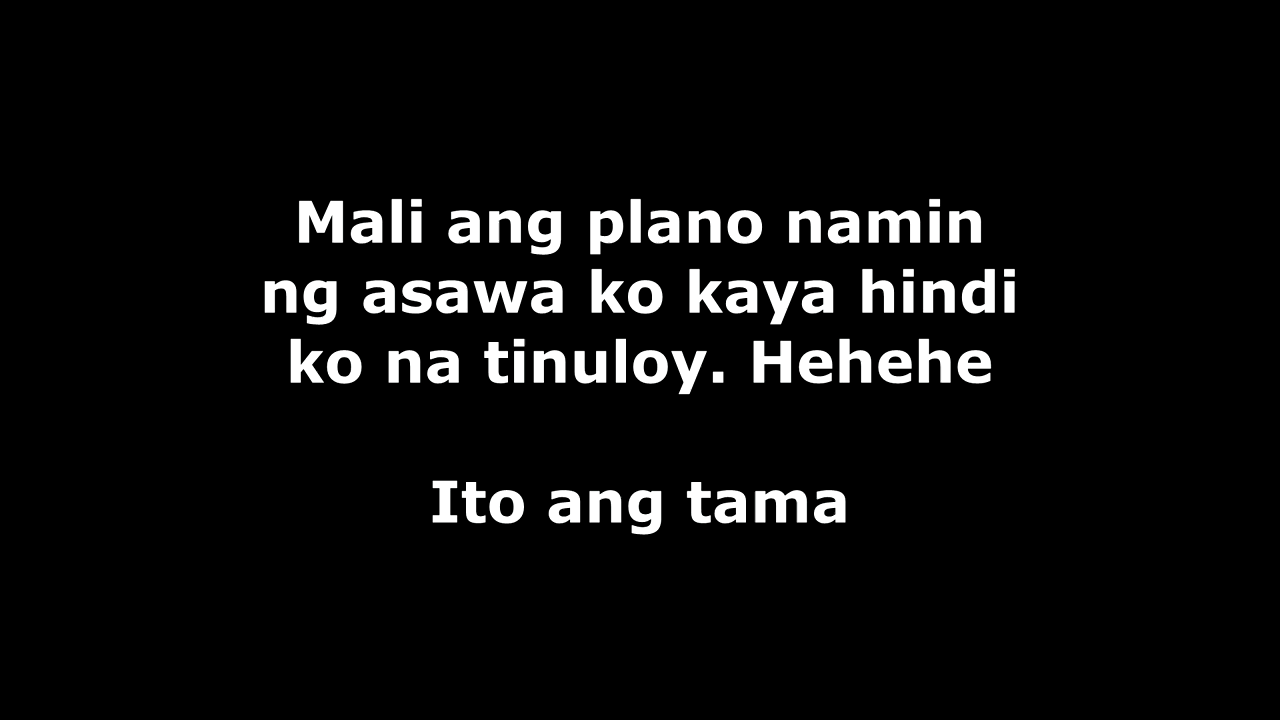 Mali ang plano namin
ng asawa ko kaya hindi
ko na tinuloy. Hehehe
Ito ang tama